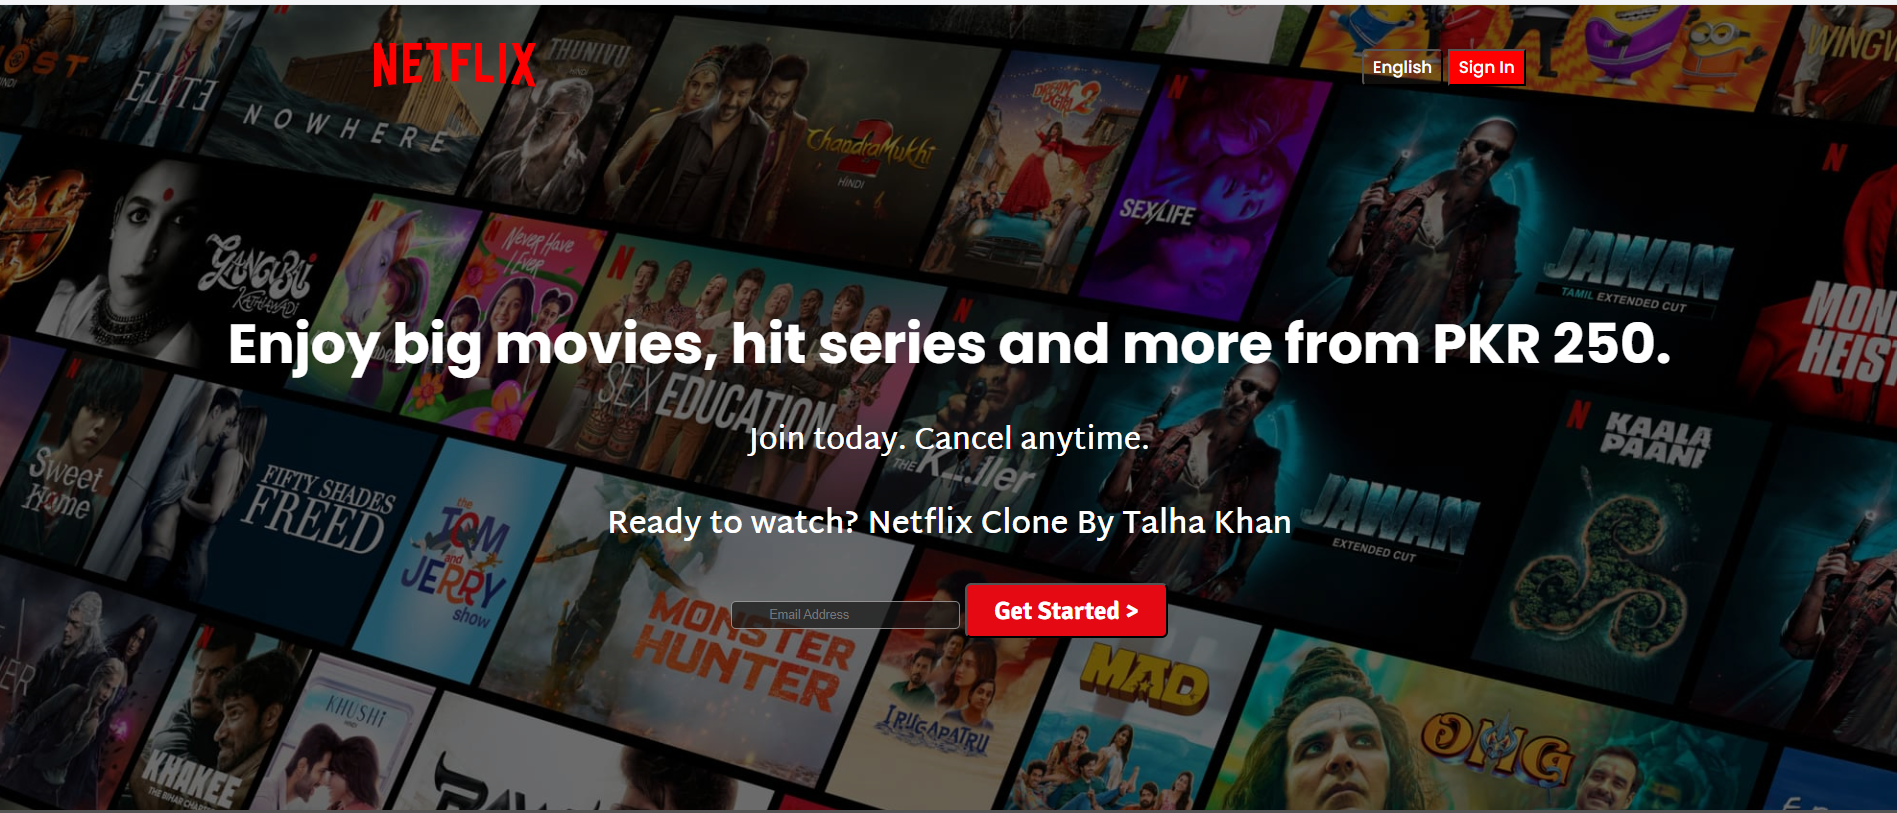 NETFLIX
English
Sign In
Enjoy big movies, hit series and more from PKR 250.
Join today. Cancel anytime.
Ready to watch? Netflix Clone By Talha Khan
Email Address
Get Started >
ELITE
NOWHERE
THUNIVU
HINDI
ChandraMukhi
2
HINDI
DREAM GIRL 2
WINGW
SEX/LIFE
JAWAN
TAMIL EXTENDED CUT
MON
HEIST
GANGUBAI
KATHIAWADI
Never Have
I Ever
SEX EDUCATION
THE
KAALA
PAANI
JAWAN
EXTENDED CUT
Sweet
Home
FIFTY SHADES
FREED
the
TOM
and
JERRY
show
MONSTER
HUNTER
IRUGAPATRU
MAD
OMG
KHUSHI
HINDI
KHAKEE